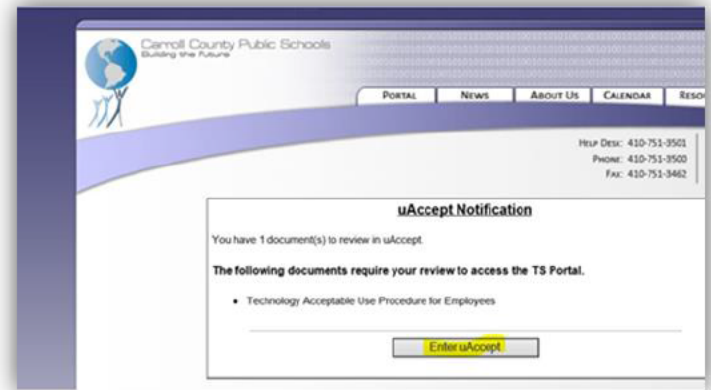 Carroll County Public Schools
Building the Future
PORTAL NEWS ABOUT US CALENDAR
HELP DESK: 410-751-3501
PHONE: 410-751-3500
FAX: 410-751-3462
uAccept Notification
You have 1 document(s) to review in uAccept.
The following documents require your review to access the TS Portal.
• Technology Acceptable Use Procedure for Employees
Enter uAccept